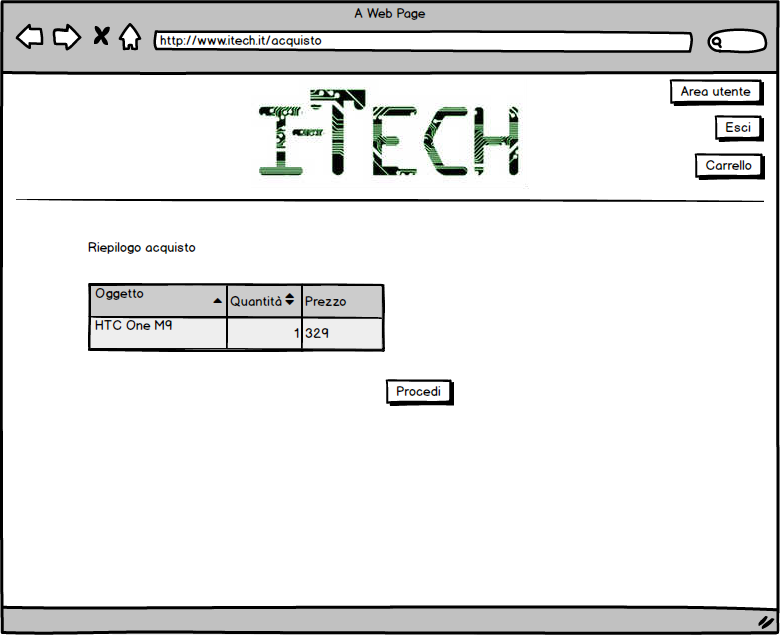 A Web Page
http://www.itech.it/acquisto
I-TECH
Area utente
Esci
Carrello
Riepilogo acquisto
Oggetto Quantità Prezzo
HTC One M9 1 329
Procedi